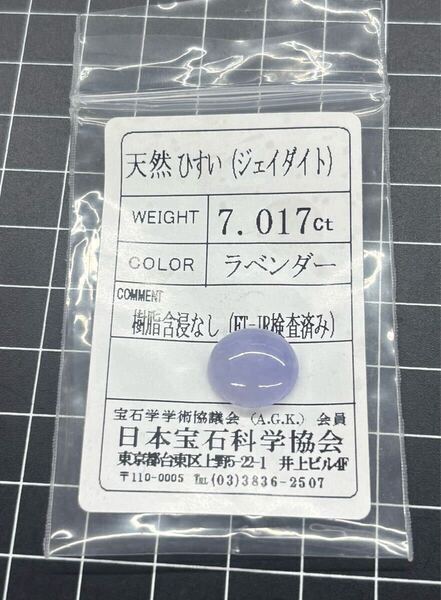 天然 ひすい (ジェイダイト)
WEIGHT 7.017ct
COLOR ラベンダー
COMMENT
樹脂含浸なし (FT-IR検査済み)
宝石学学術協議会 (A.G.K.) 会員
日本宝石科学協会
東京都台東区上野5-22-1 井上ビル4F
〒110-0005 TEL (03)3836-2507